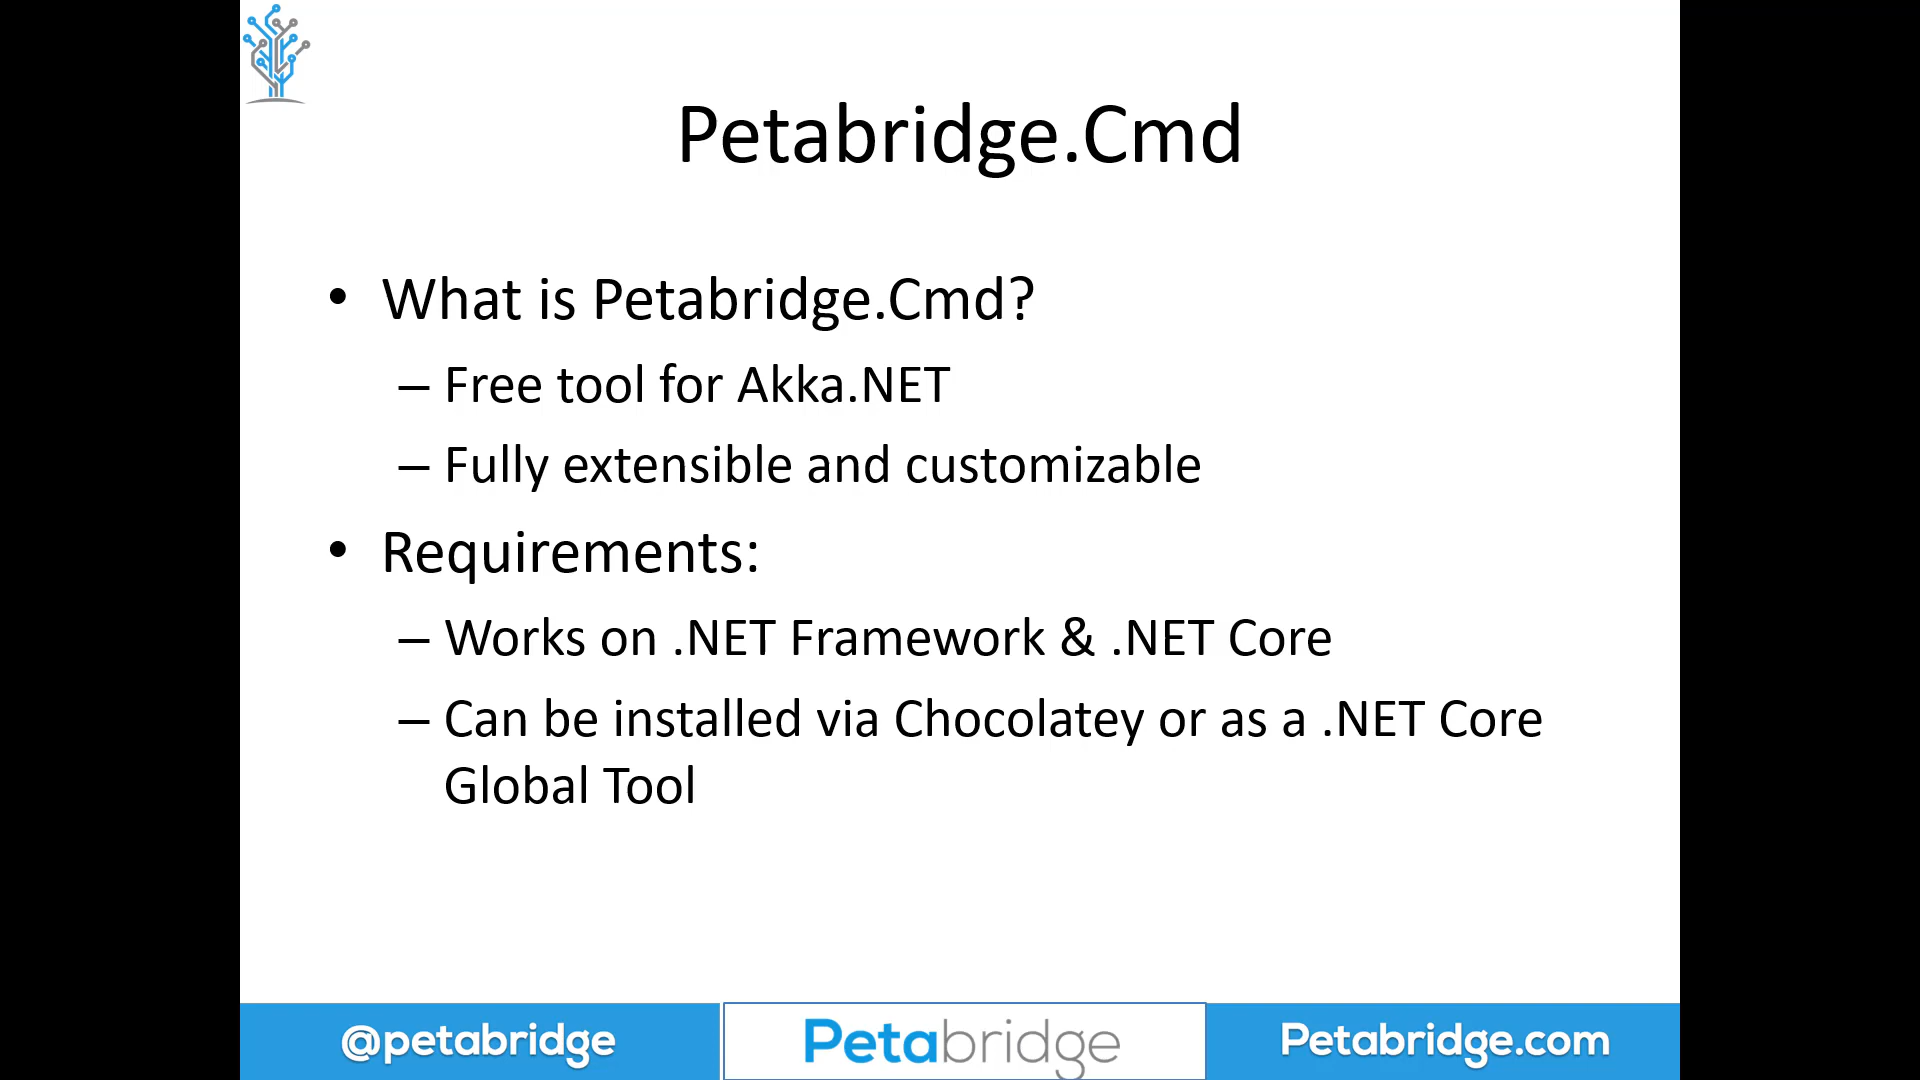 Petabridge.Cmd
• What is Petabridge.Cmd?
– Free tool for Akka.NET
– Fully extensible and customizable
• Requirements:
– Works on .NET Framework & .NET Core
– Can be installed via Chocolatey or as a .NET Core
Global Tool
@petabridge
Petabridge
Petabridge.com